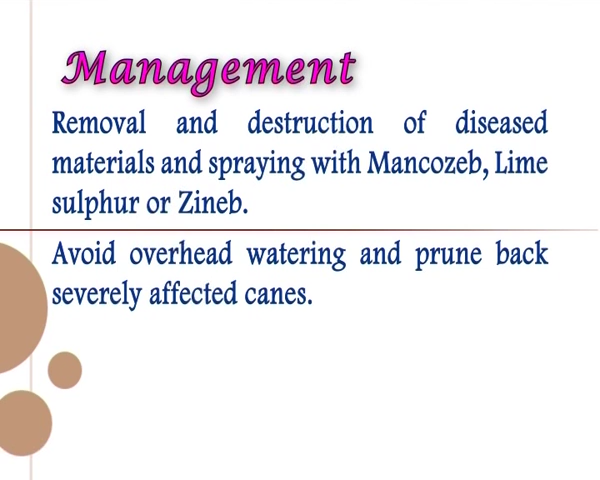 Management
Removal and destruction of diseased
materials and spraying with Mancozeb, Lime
sulphur or Zineb.
Avoid overhead watering and prune back
severely affected canes.